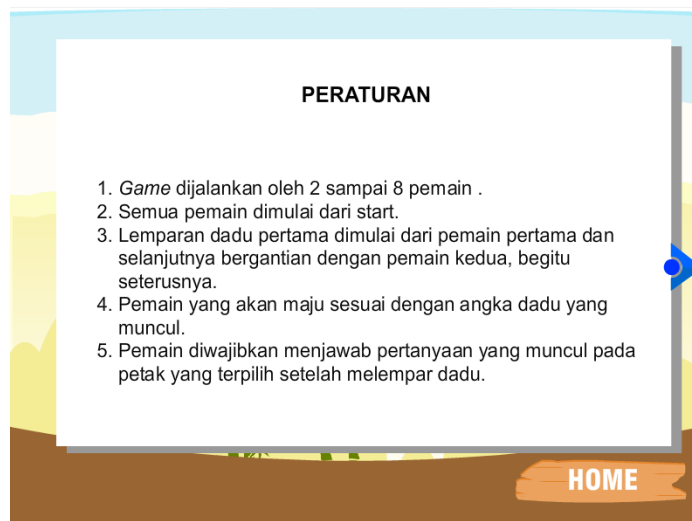 PERATURAN
1. Game dijalankan oleh 2 sampai 8 pemain .
2. Semua pemain dimulai dari start.
3. Lemparan dadu pertama dimulai dari pemain pertama dan
selanjutnya bergantian dengan pemain kedua, begitu
seterusnya.
4. Pemain yang akan maju sesuai dengan angka dadu yang
muncul.
5. Pemain diwajibkan menjawab pertanyaan yang muncul pada
petak yang terpilih setelah melempar dadu.
HOME